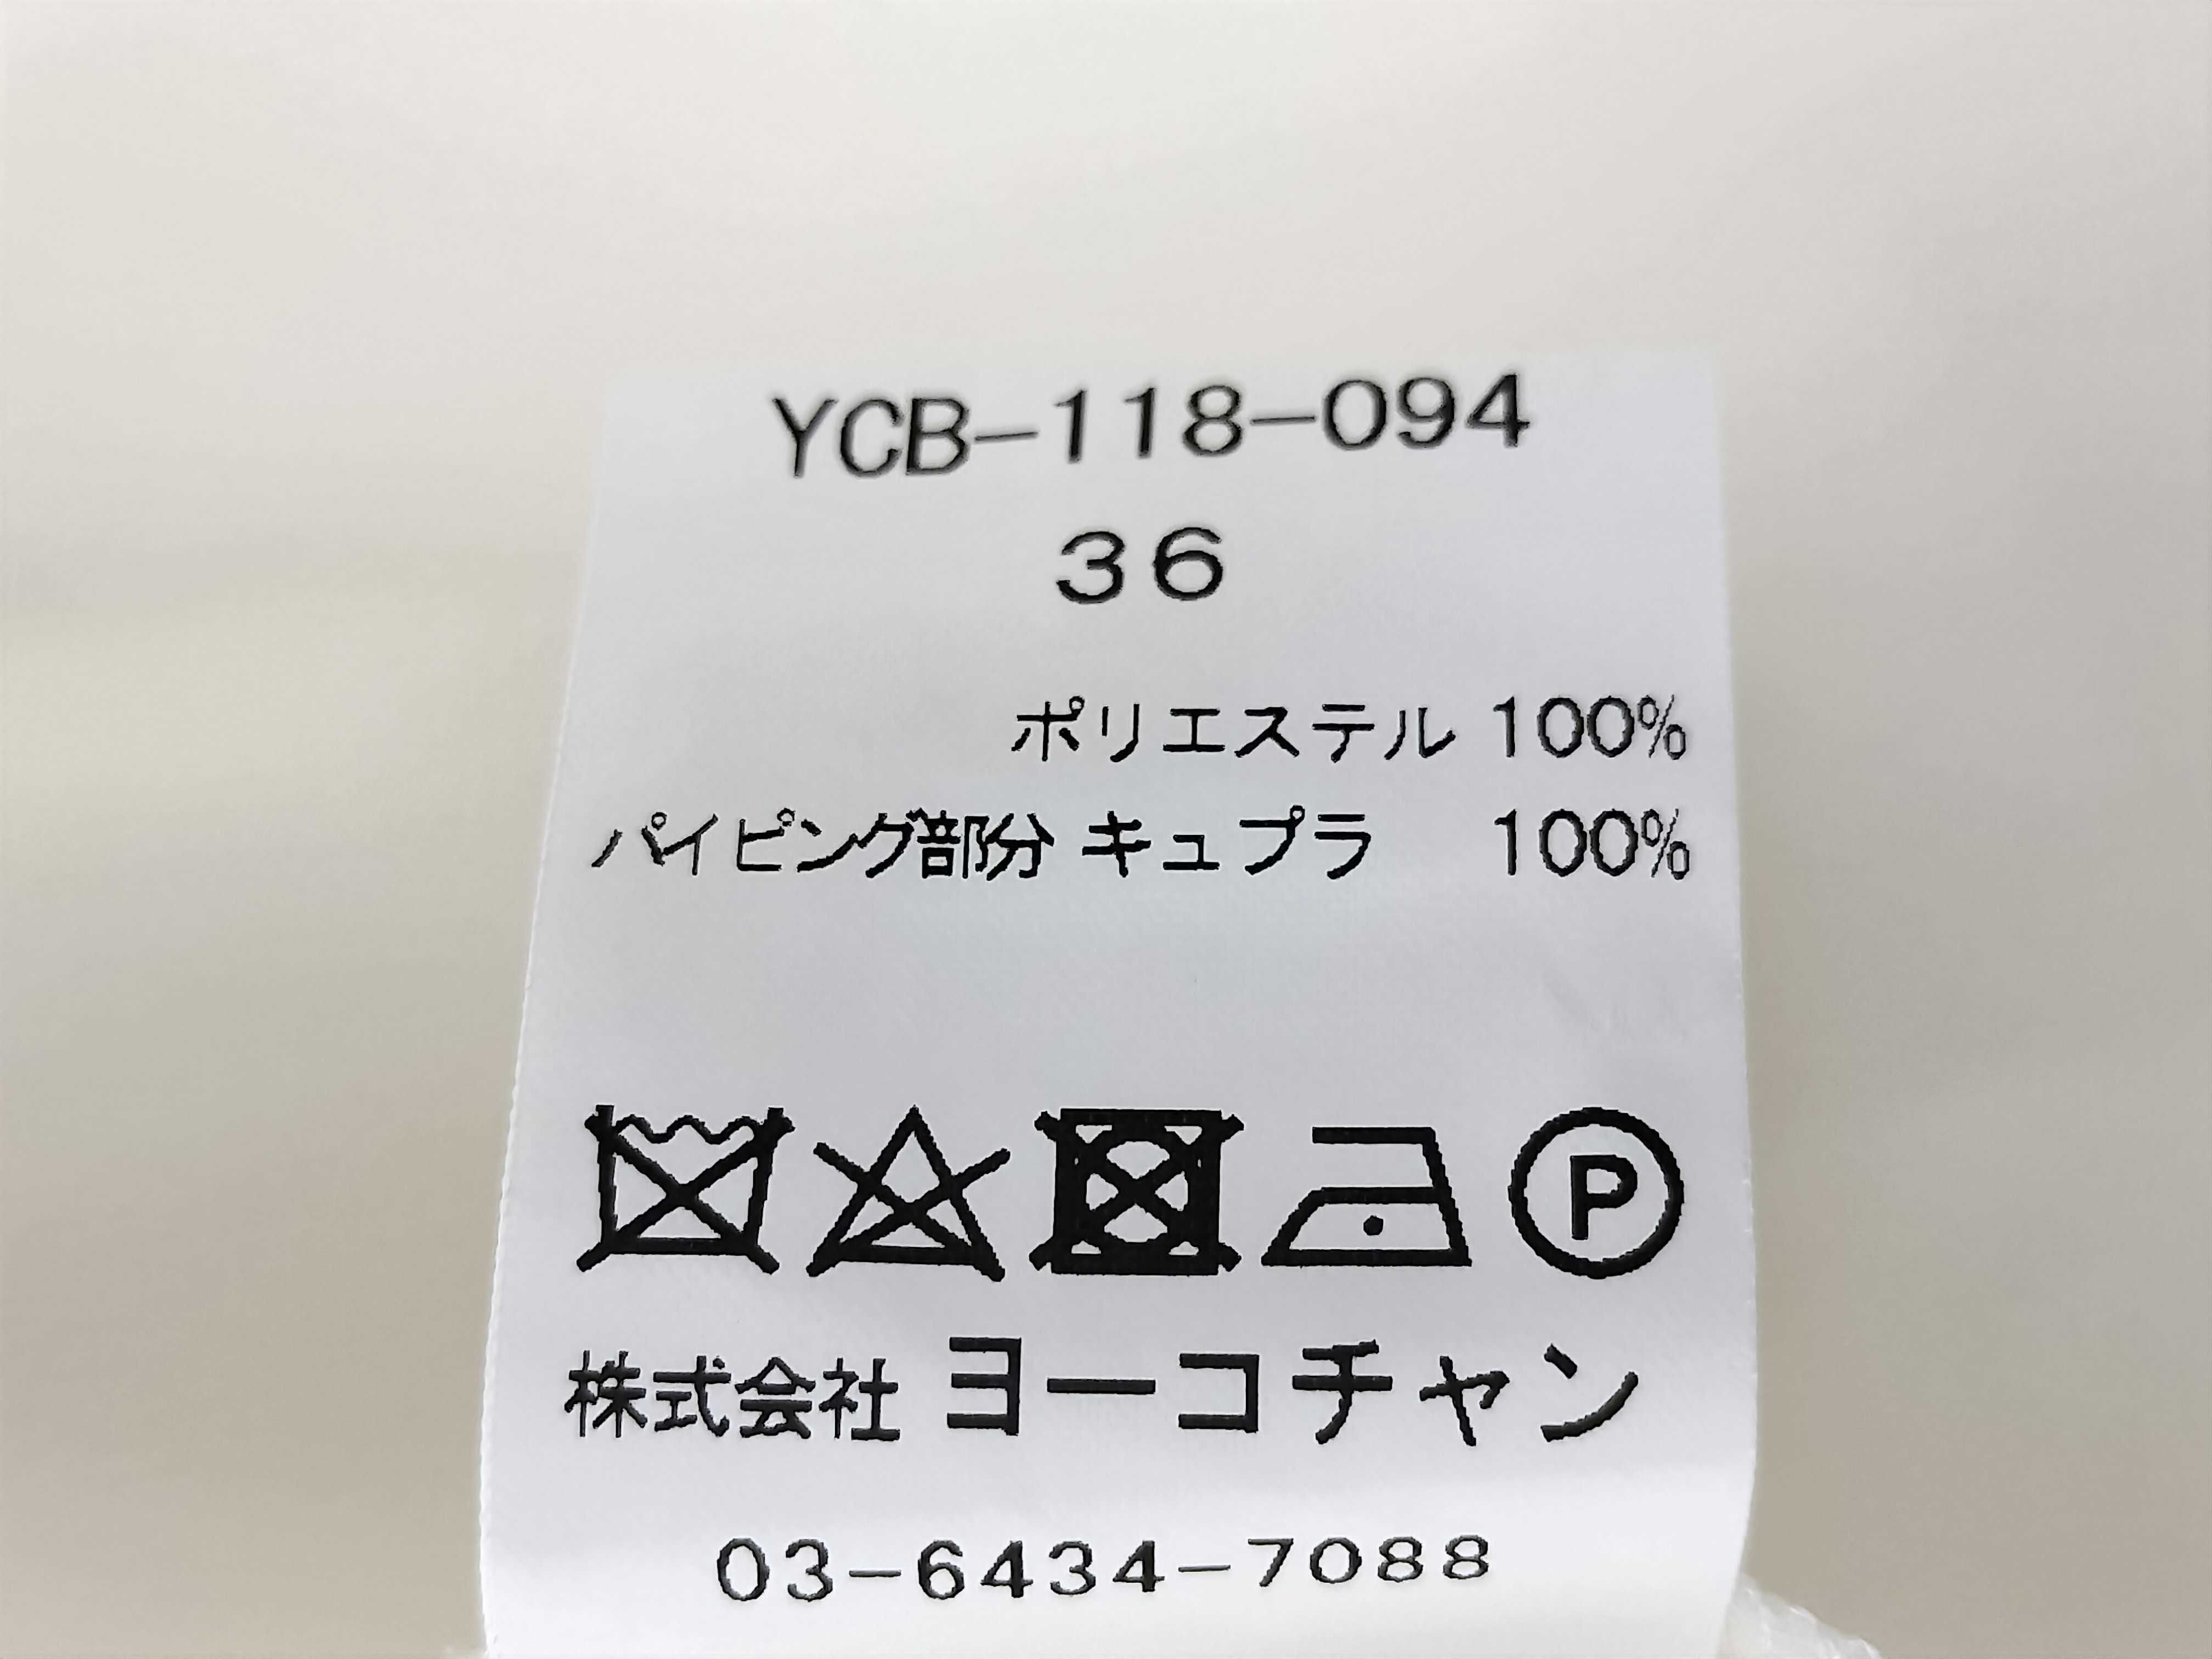 YCB-118-094
36
ポリエステル 100%
パイピング部分 キュプラ 100%
P
株式会社 ヨーコチャン
03-6434-7088